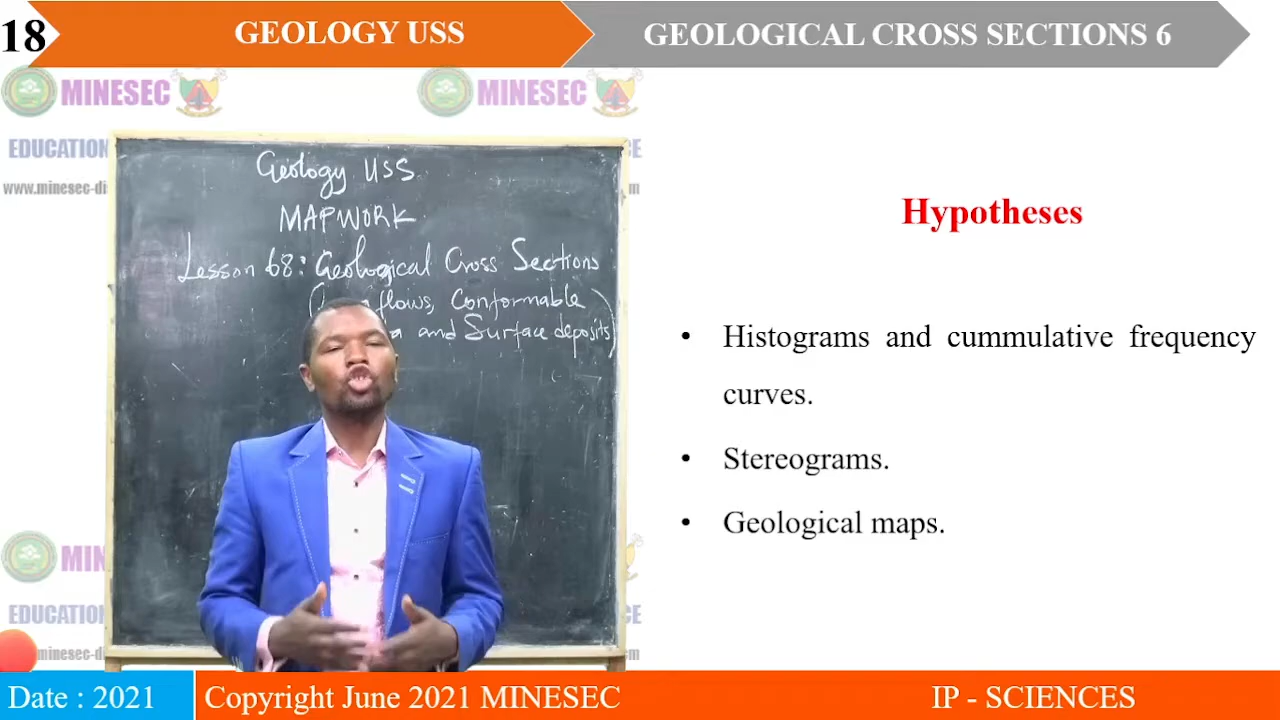 18
GEOLOGY USS
GEOLOGICAL CROSS SECTIONS 6
MINESEC
MINESEC
EDUCATION
www.minesec-di
Geology USS
MAPWORK
Lesson 68: Geological Cross Sections
flows, Conformable
and Surface deposits)
Hypotheses
• Histograms and cummulative frequency
curves.
• Stereograms.
• Geological maps.
EDUCATION
minesec-d
Date : 2021
Copyright June 2021 MINESEC
IP - SCIENCES